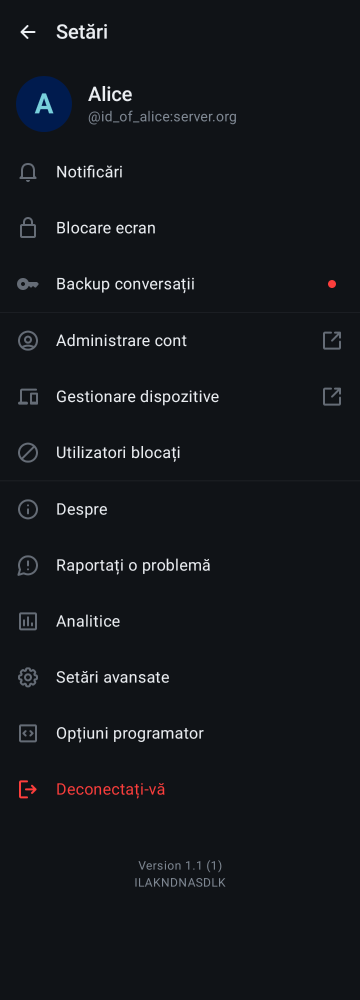 Setări
A
Alice
@id_of_alice:server.org
Notificări
Blocare ecran
Backup conversații
Administrare cont
Gestionare dispozitive
Utilizatori blocați
Despre
Raportați o problemă
Analitice
Setări avansate
Opțiuni programator
Deconectați-vă
Version 1.1 (1)
ILAKNDNASDLK